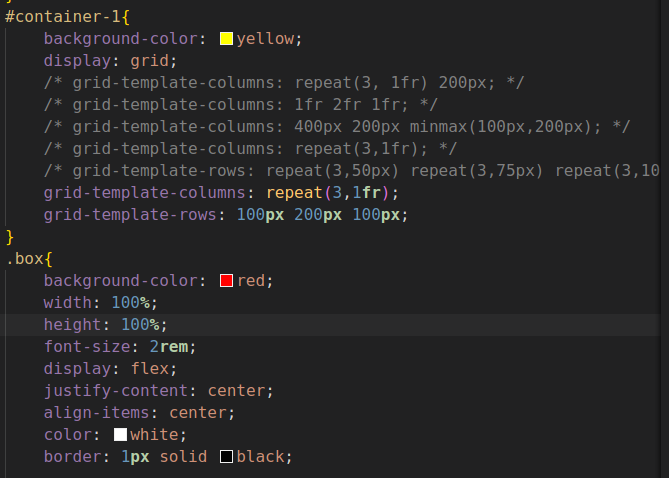 #container-1{
    background-color: yellow;
    display: grid;
    /* grid-template-columns: repeat(3, 1fr) 200px; */
    /* grid-template-columns: 1fr 2fr 1fr; */
    /* grid-template-columns: 400px 200px minmax(100px,200px); */
    /* grid-template-columns: repeat(3,1fr); */
    /* grid-template-rows: repeat(3,50px) repeat(3,75px) repeat(3,10
    grid-template-columns: repeat(3,1fr);
    grid-template-rows: 100px 200px 100px;
}
.box{
    background-color: red;
    width: 100%;
    height: 100%;
    font-size: 2rem;
    display: flex;
    justify-content: center;
    align-items: center;
    color: white;
    border: 1px solid black;